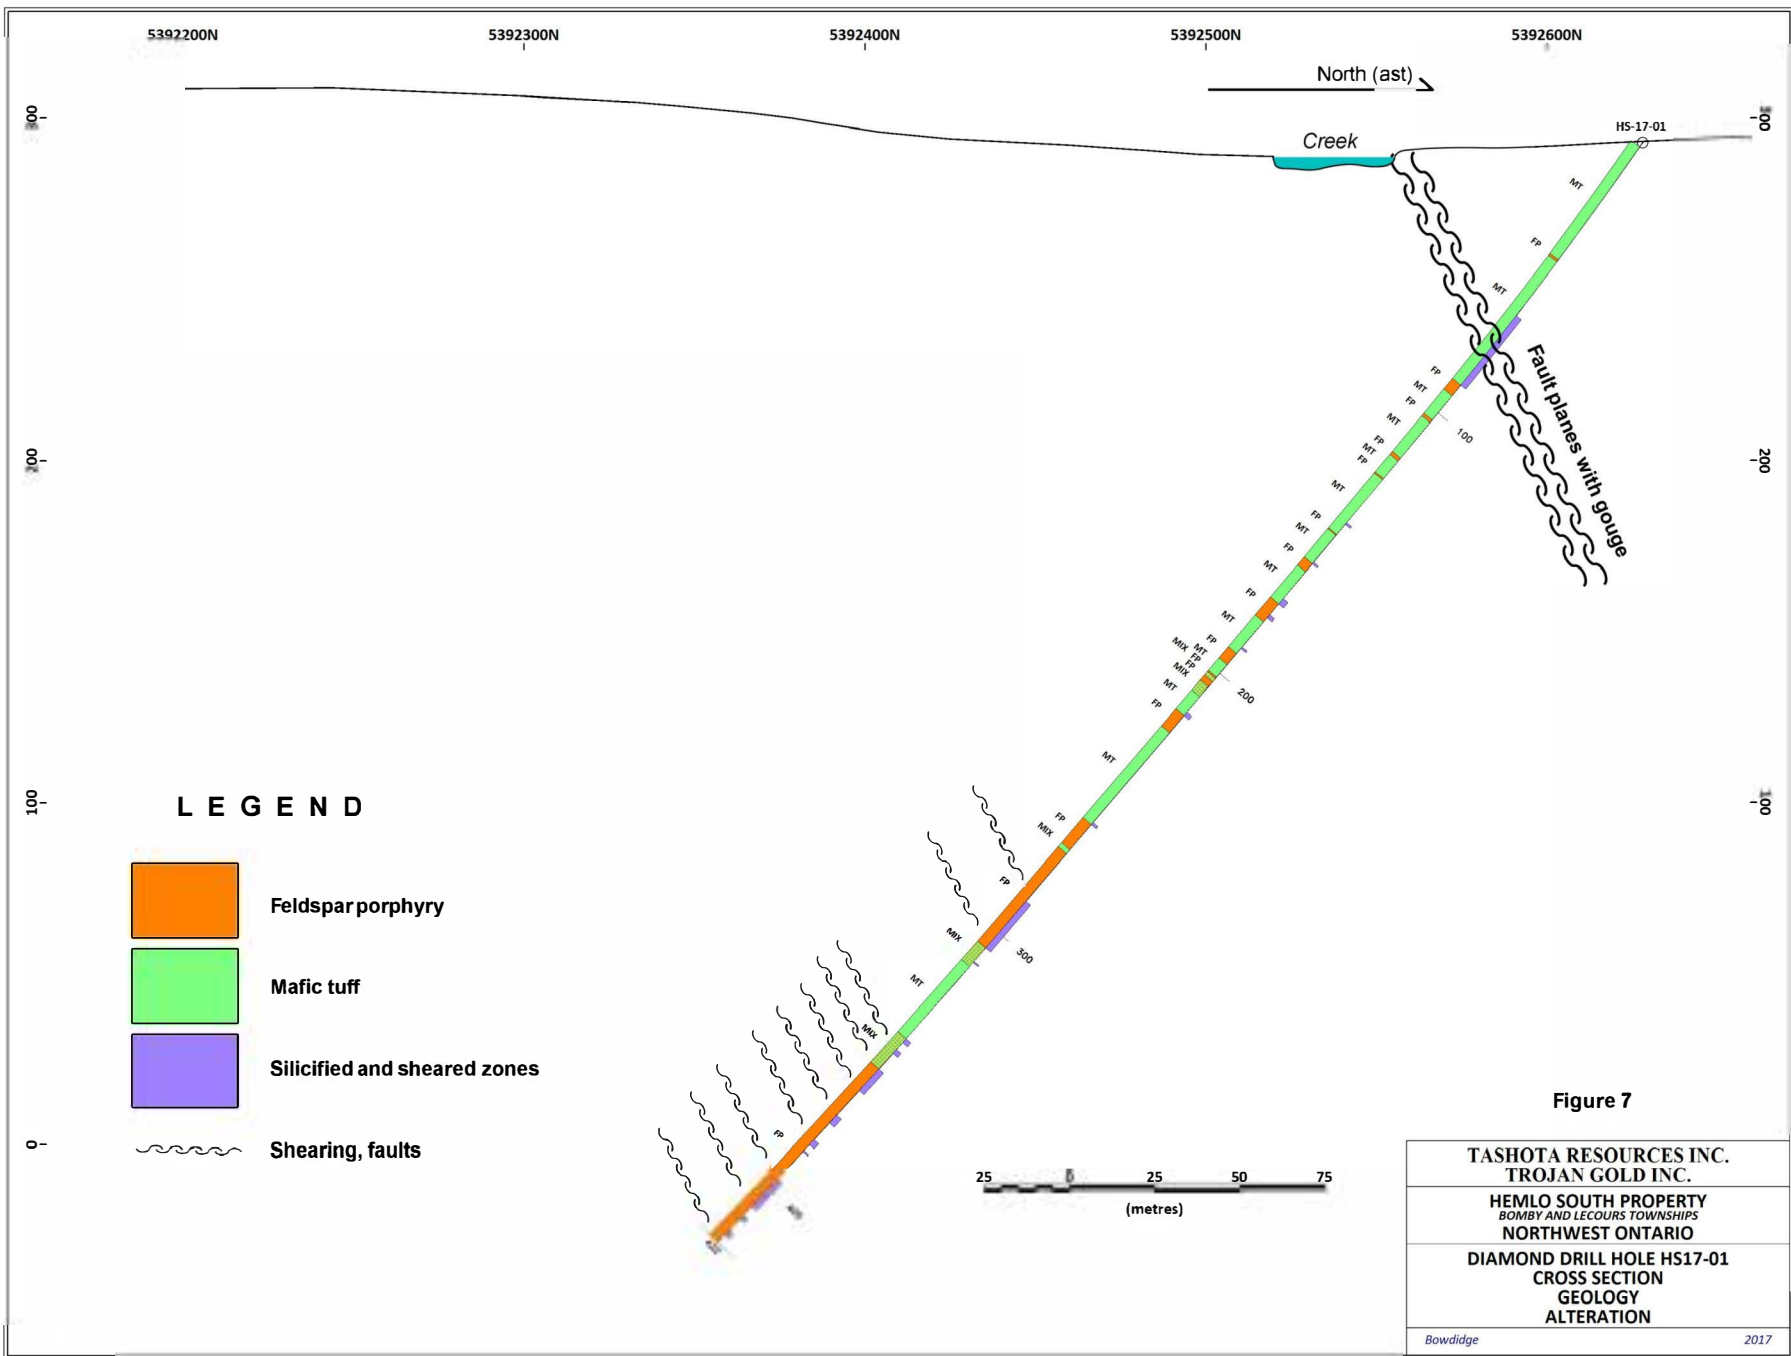 5392200N 5392300N 5392400N 5392500N 5392600N
North (ast)
300 300
HS-17-01
Creek
MT
FP
MT
Fault planes with gouge
FP
MT
FP
MT
100
FP
MT
FP
200 200
MT
FP
MT
FP
MT
FP
MT
FP
MIX
MT
FP
FP
MIX
MT
200
FP
MT
100 100
FP
MIX
FP
MIX
300
MT
MIX
FP
0
400
LEGEND
Feldspar porphyry
Mafic tuff
Silicified and sheared zones
Shearing, faults
25 0 25 50 75
(metres)
Figure 7
TASHOTA RESOURCES INC.
TROJAN GOLD INC.
HEMLO SOUTH PROPERTY
BOMBY AND LECOURS TOWNSHIPS
NORTHWEST ONTARIO
DIAMOND DRILL HOLE HS17-01
CROSS SECTION
GEOLOGY
ALTERATION
Bowdidge 2017